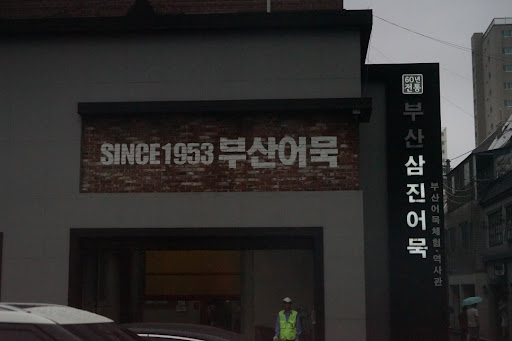 SINCE1953 부산어묵
60년
전통
부산삼진어묵
부산어묵체험·역사관